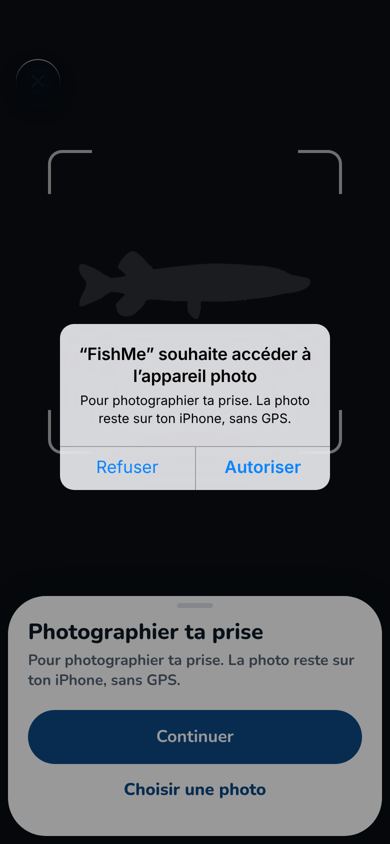 “FishMe” souhaite accéder à
l’appareil photo
Pour photographier ta prise. La photo
reste sur ton iPhone, sans GPS.
Refuser
Autoriser
Photographier ta prise
Pour photographier ta prise. La photo reste sur
ton iPhone, sans GPS.
Continuer
Choisir une photo